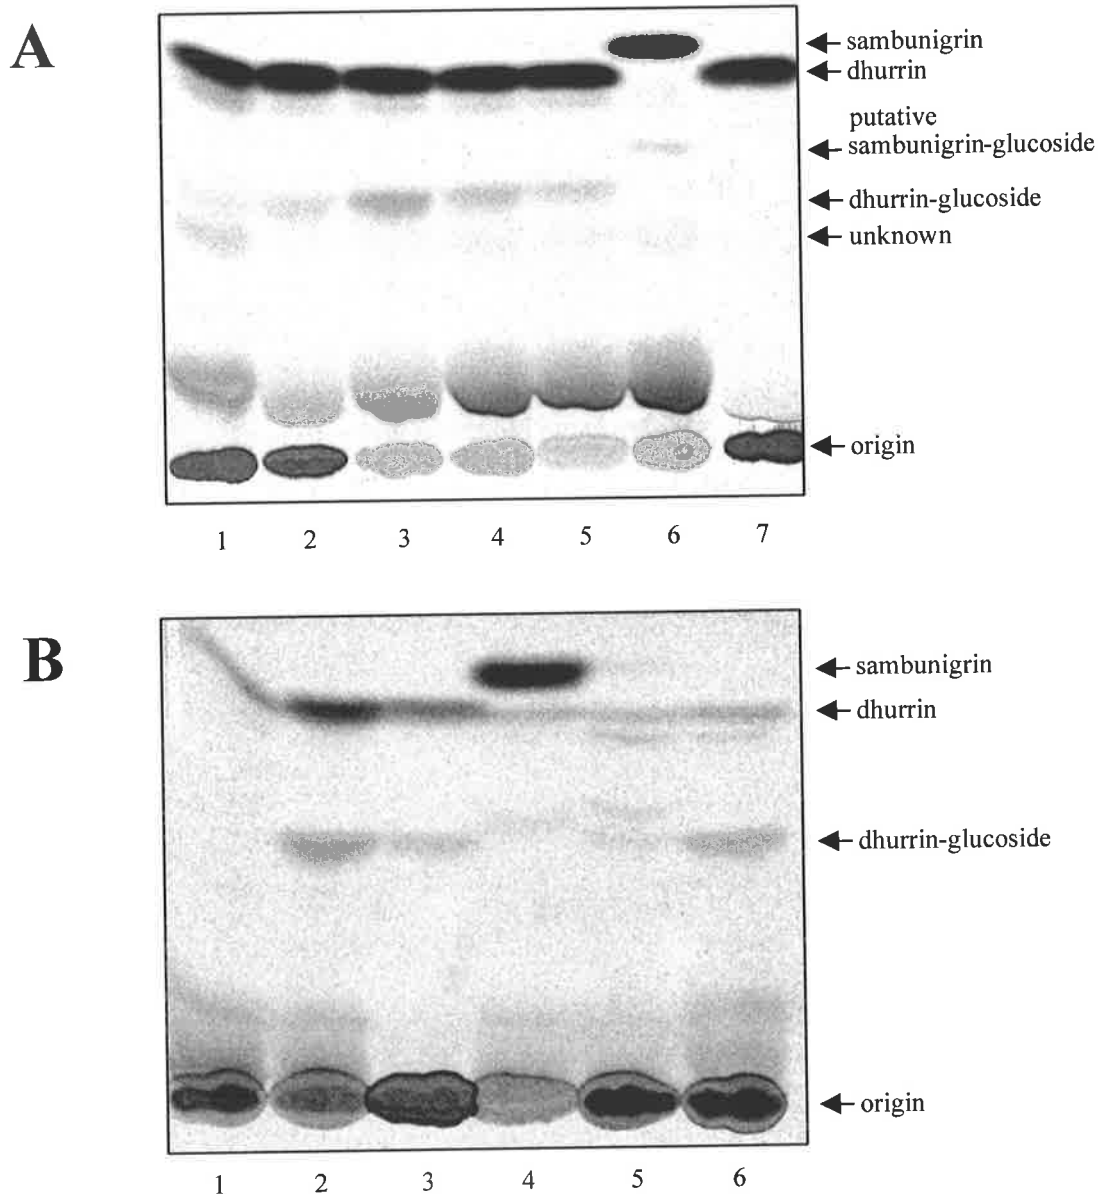 A
sambunigrin
dhurrin
putative
sambunigrin-glucoside
dhurrin-glucoside
unknown
origin
1 2 3 4 5 6 7
B
sambunigrin
dhurrin
dhurrin-glucoside
origin
1 2 3 4 5 6